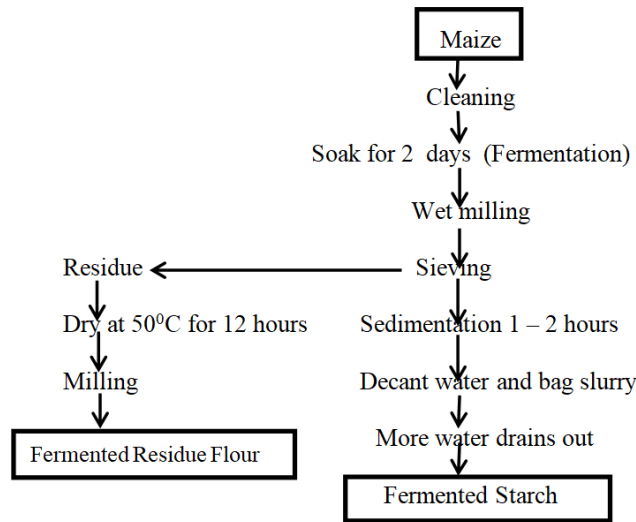 Maize
Cleaning
Soak for 2 days (Fermentation)
Wet milling
Residue
Sieving
Dry at 50⁰C for 12 hours
Sedimentation 1 – 2 hours
Milling
Decant water and bag slurry
More water drains out
Fermented Residue Flour
Fermented Starch